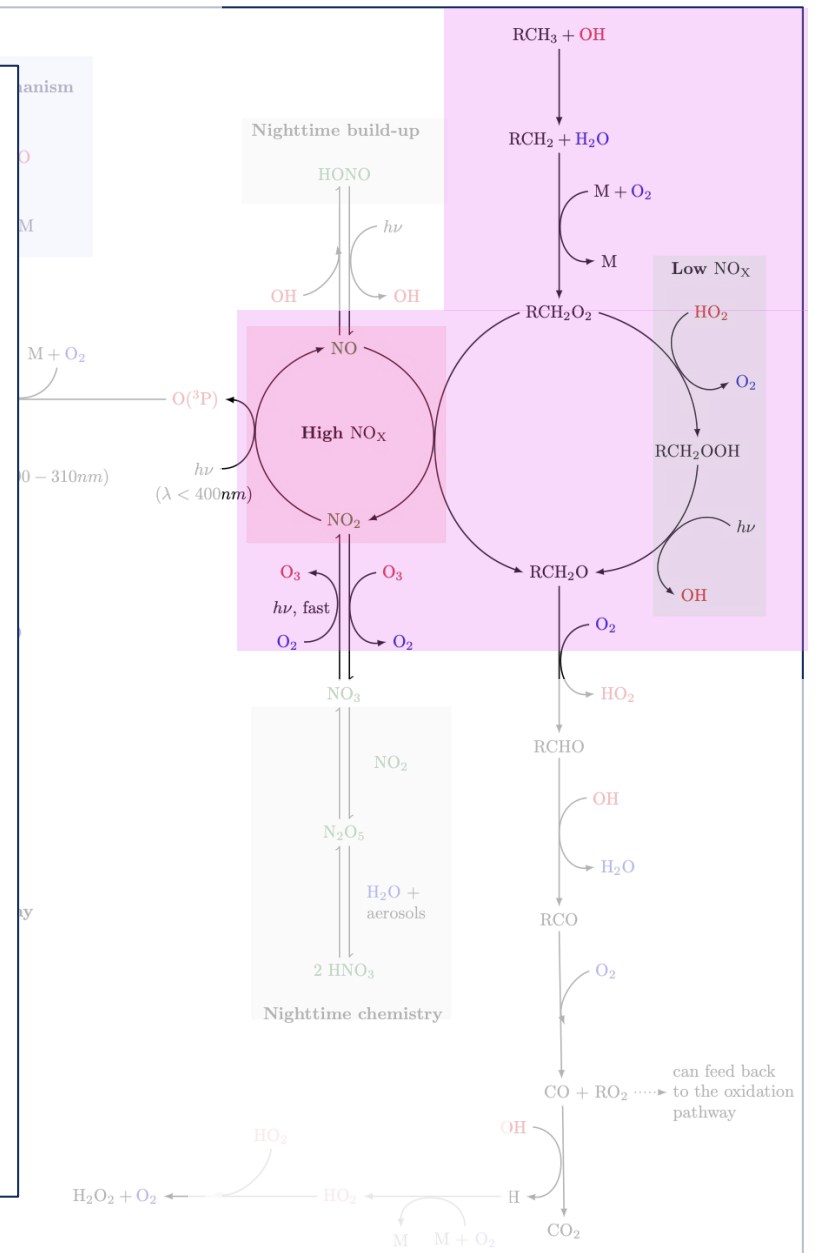 RCH₃ + OH
anism
Nighttime build-up
RCH₂ + H₂O
O
HONO
M + O₂
M
hν
M
Low NOₓ
OH
OH
RCH₂O₂
HO₂
NO
M + O₂
O₂
O(³P)
High NOₓ
RCH₂OOH
hν
0 − 310nm)
(λ < 400nm)
NO₂
hν
O₃
O₃
RCH₂O
OH
hν, fast
O₂
O₂
O₂
NO₃
HO₂
RCHO
NO₂
OH
N₂O₅
H₂O
H₂O +
aerosols
ay
RCO
2 HNO₃
O₂
Nighttime chemistry
can feed back
CO + RO₂
to the oxidation
pathway
OH
HO₂
H₂O₂ + O₂
HO₂
H
CO₂
M
M + O₂